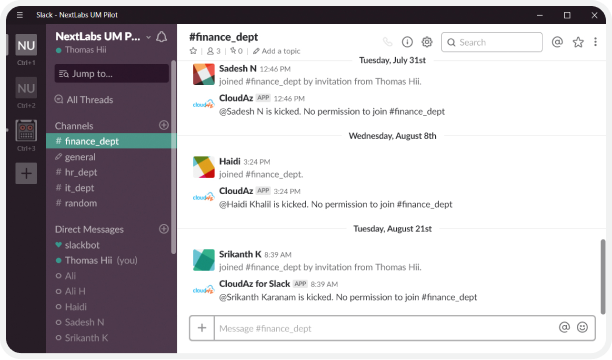 Slack - NextLabs UM Pilot
NU
Ctrl+1
NU
Ctrl+2
Ctrl+3
NextLabs UM P...
Thomas Hii
Jump to...
All Threads
Channels
# finance_dept
general
# hr_dept
# it_dept
# random
Direct Messages
slackbot
Thomas Hii (you)
Ali
Ali H
Haidi
Sadesh N
Srikanth K
#finance_dept
3
0
Add a topic
Search
Tuesday, July 31st
Sadesh N 12:46 PM
joined #finance_dept by invitation from Thomas Hii.
cloudaz
CloudAz APP 12:46 PM
@Sadesh N is kicked. No permission to join #finance_dept
Wednesday, August 8th
Haidi 3:24 PM
joined #finance_dept.
cloudaz
CloudAz APP 3:24 PM
@Haidi Khalil is kicked. No permission to join #finance_dept
Tuesday, August 21st
Srikanth K 8:39 AM
joined #finance_dept by invitation from Thomas Hii.
cloudaz
CloudAz for Slack APP 8:39 AM
@Srikanth Karanam is kicked. No permission to join #finance_dept
Message #finance_dept